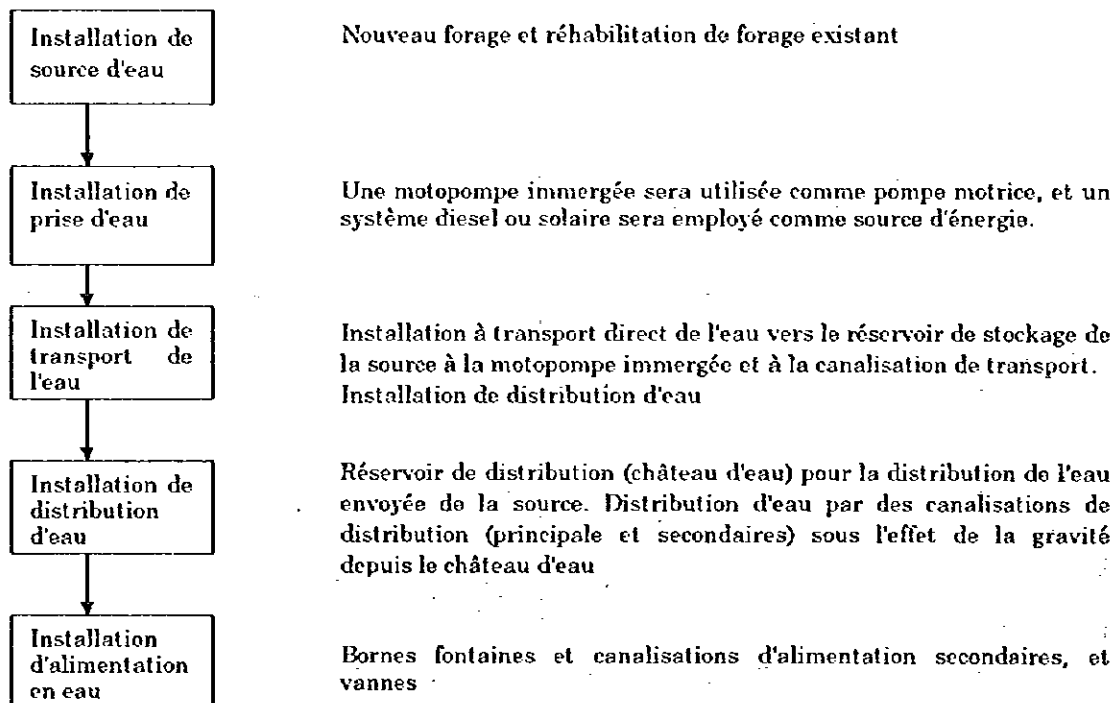 Installation de
source d'eau
Nouveau forage et réhabilitation de forage existant
Installation de
prise d'eau
Une motopompe immergée sera utilisée comme pompe motrice, et un
système diesel ou solaire sera employé comme source d'énergie.
Installation de
transport de
l'eau
Installation à transport direct de l'eau vers le réservoir de stockage de
la source à la motopompe immergée et à la canalisation de transport.
Installation de distribution d'eau
Installation de
distribution
d'eau
Réservoir de distribution (château d'eau) pour la distribution de l'eau
envoyée de la source. Distribution d'eau par des canalisations de
distribution (principale et secondaires) sous l'effet de la gravité
depuis le château d'eau
Installation
d'alimentation
en eau
Bornes fontaines et canalisations d'alimentation secondaires, et
vannes